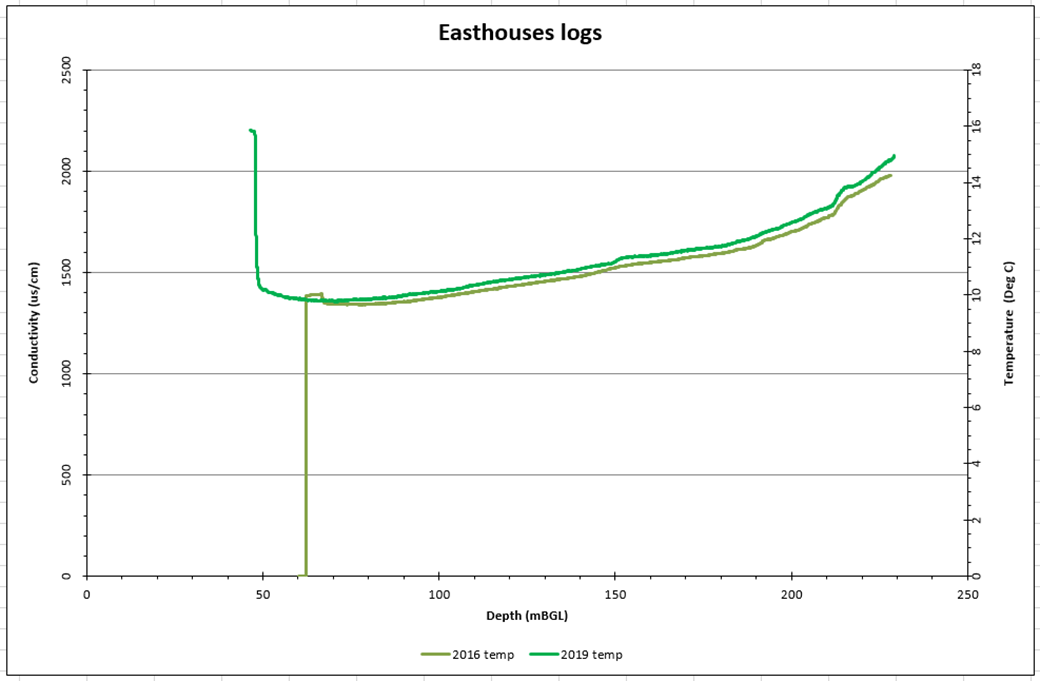 Easthouses logs
2500
2000
1500
1000
500
0
Conductivity (us/cm)
18
16
14
12
10
8
6
4
2
0
Temperature (Deg C)
0 50 100 150 200 250
Depth (mBGL)
2016 temp 2019 temp